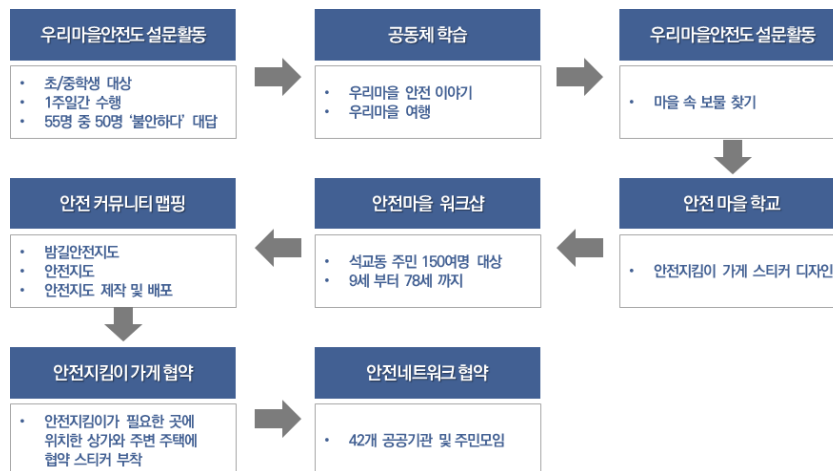 우리마을안전도 설문활동
• 초/중학생 대상
• 1주일간 수행
• 55명 중 50명 '불안하다' 대답
공동체 학습
• 우리마을 안전 이야기
• 우리마을 여행
우리마을안전도 설문활동
• 마을 속 보물 찾기
안전 마을 학교
• 안전지킴이 가게 스티커 디자인
안전마을 워크샵
• 석교동 주민 150여명 대상
• 9세 부터 78세 까지
안전 커뮤니티 맵핑
• 밤길안전지도
• 안전지도
• 안전지도 제작 및 배포
안전지킴이 가게 협약
• 안전지킴이가 필요한 곳에
위치한 상가와 주변 주택에
협약 스티커 부착
안전네트워크 협약
• 42개 공공기관 및 주민모임